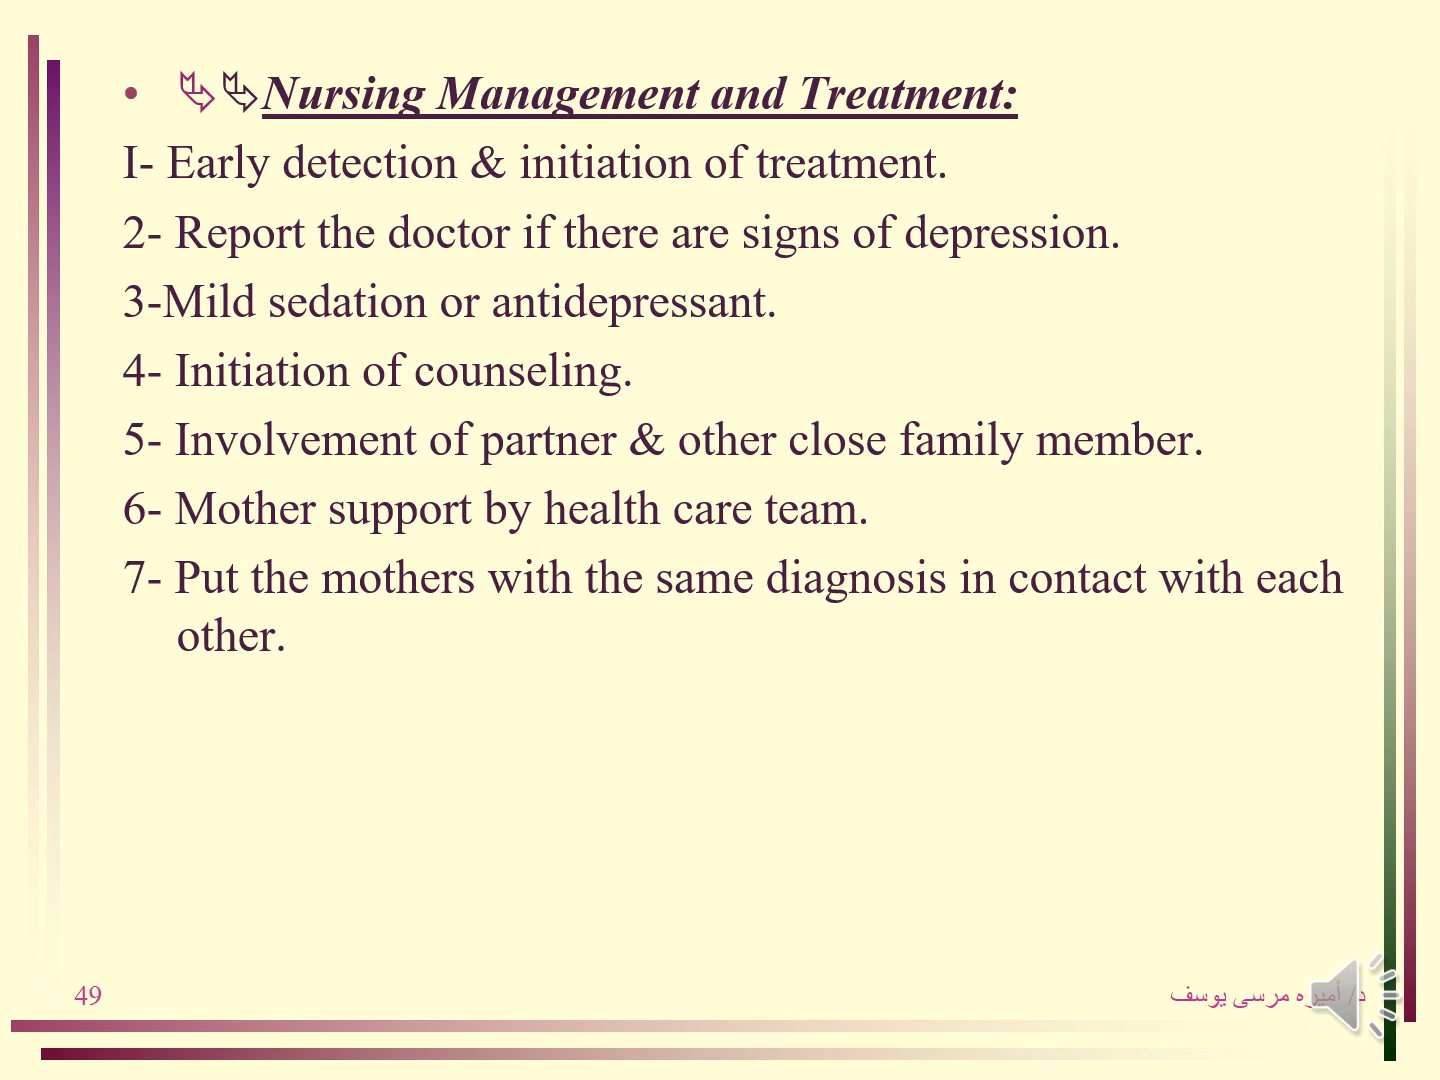 • Nursing Management and Treatment:
I- Early detection & initiation of treatment.
2- Report the doctor if there are signs of depression.
3-Mild sedation or antidepressant.
4- Initiation of counseling.
5- Involvement of partner & other close family member.
6- Mother support by health care team.
7- Put the mothers with the same diagnosis in contact with each
other.
49
د/ أميره مرسى يوسف